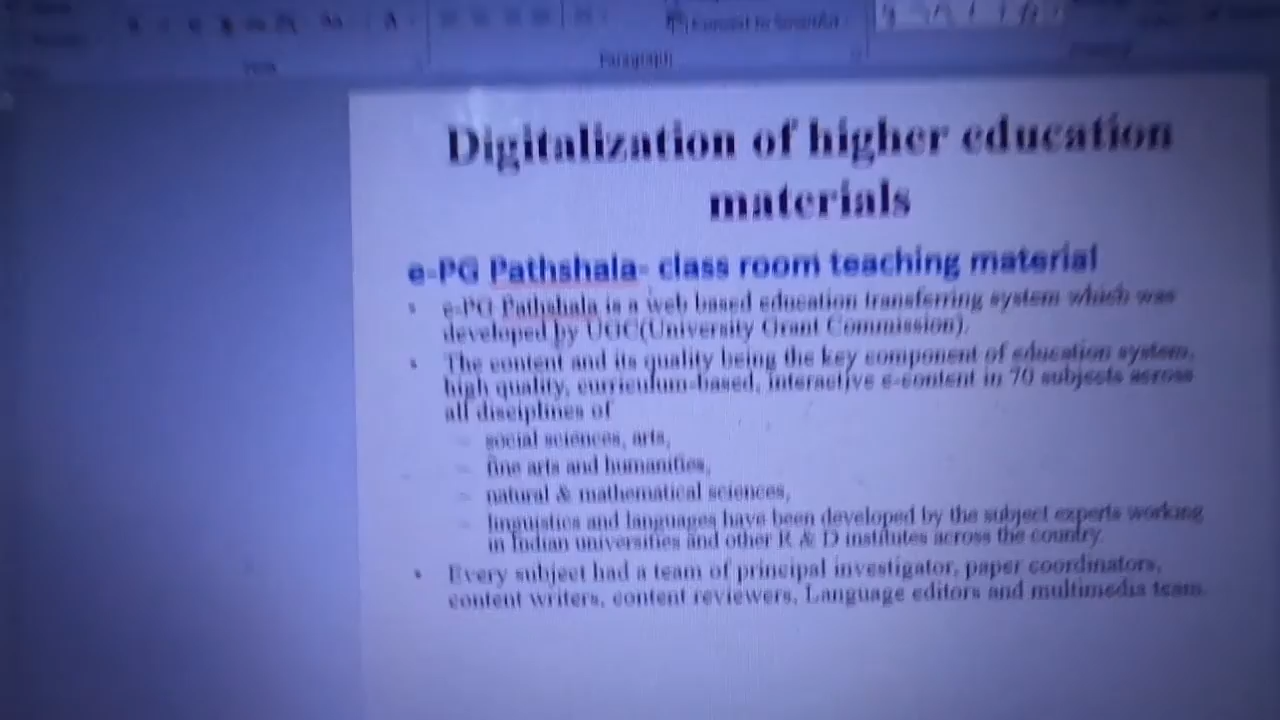 Paragraph
Convert to SmartArt
Digitalization of higher education
materials
e-PG Pathshala- class room teaching material
e-PG Pathshala is a web based education transferring system which was
developed by UGC(University Grant Commission).
The content and its quality being the key component of education system,
high quality, curriculum-based, interactive e-content in 70 subjects across
all disciplines of
– social sciences, arts,
– fine arts and humanities,
– natural & mathematical sciences,
– linguistics and languages have been developed by the subject experts working
in Indian universities and other R & D institutes across the country.
• Every subject had a team of principal investigator, paper coordinators,
content writers, content reviewers, Language editors and multimedia team.